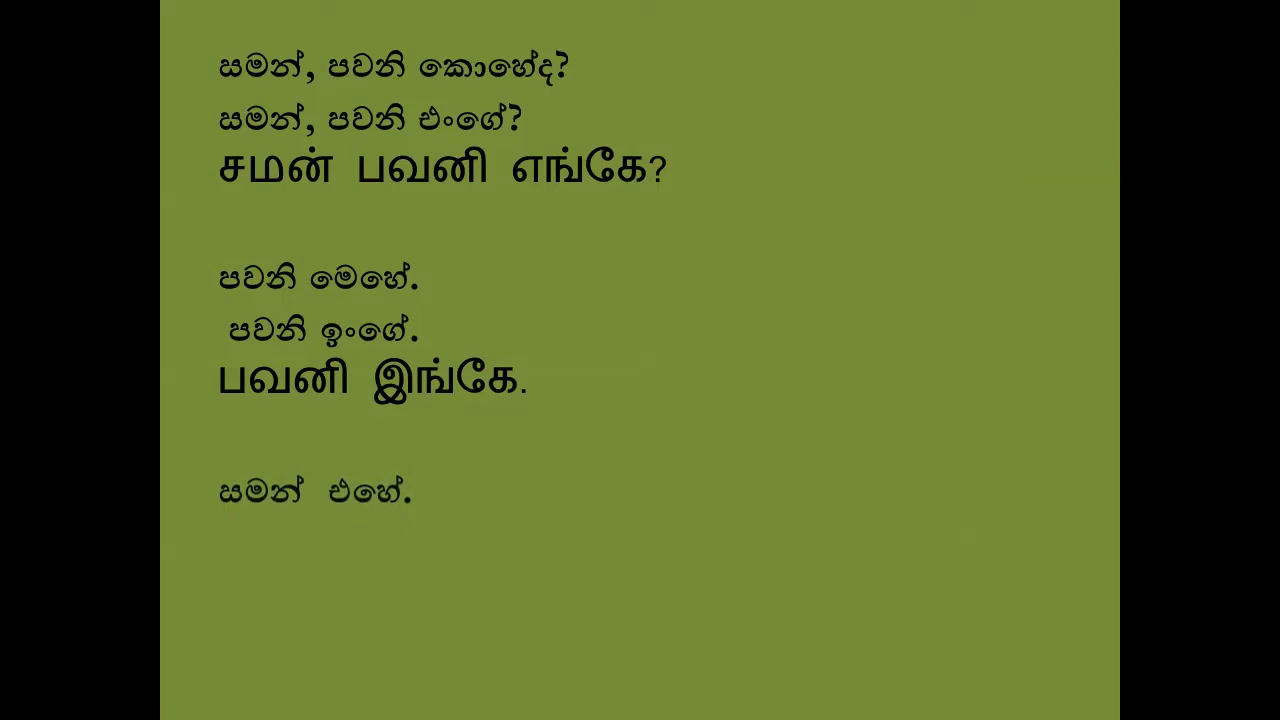 සමන්, පවනි කොහේද?
සමන්, පවනි එංගේ?
சமன் பவனி எங்கே?
පවනි මෙහේ.
පවනි ඉංගේ.
பவனி இங்கே.
සමන් එහේ.